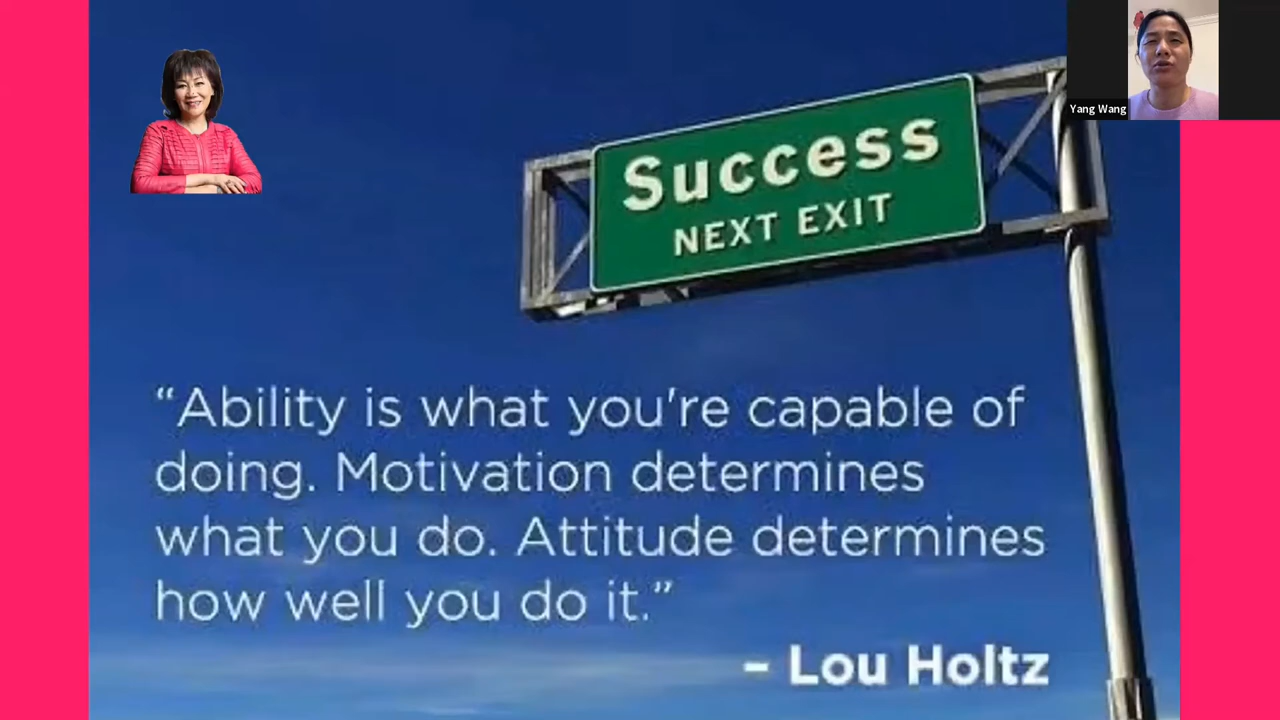 Yang Wang
Success
NEXT EXIT
“Ability is what you're capable of
doing. Motivation determines
what you do. Attitude determines
how well you do it.”
– Lou Holtz